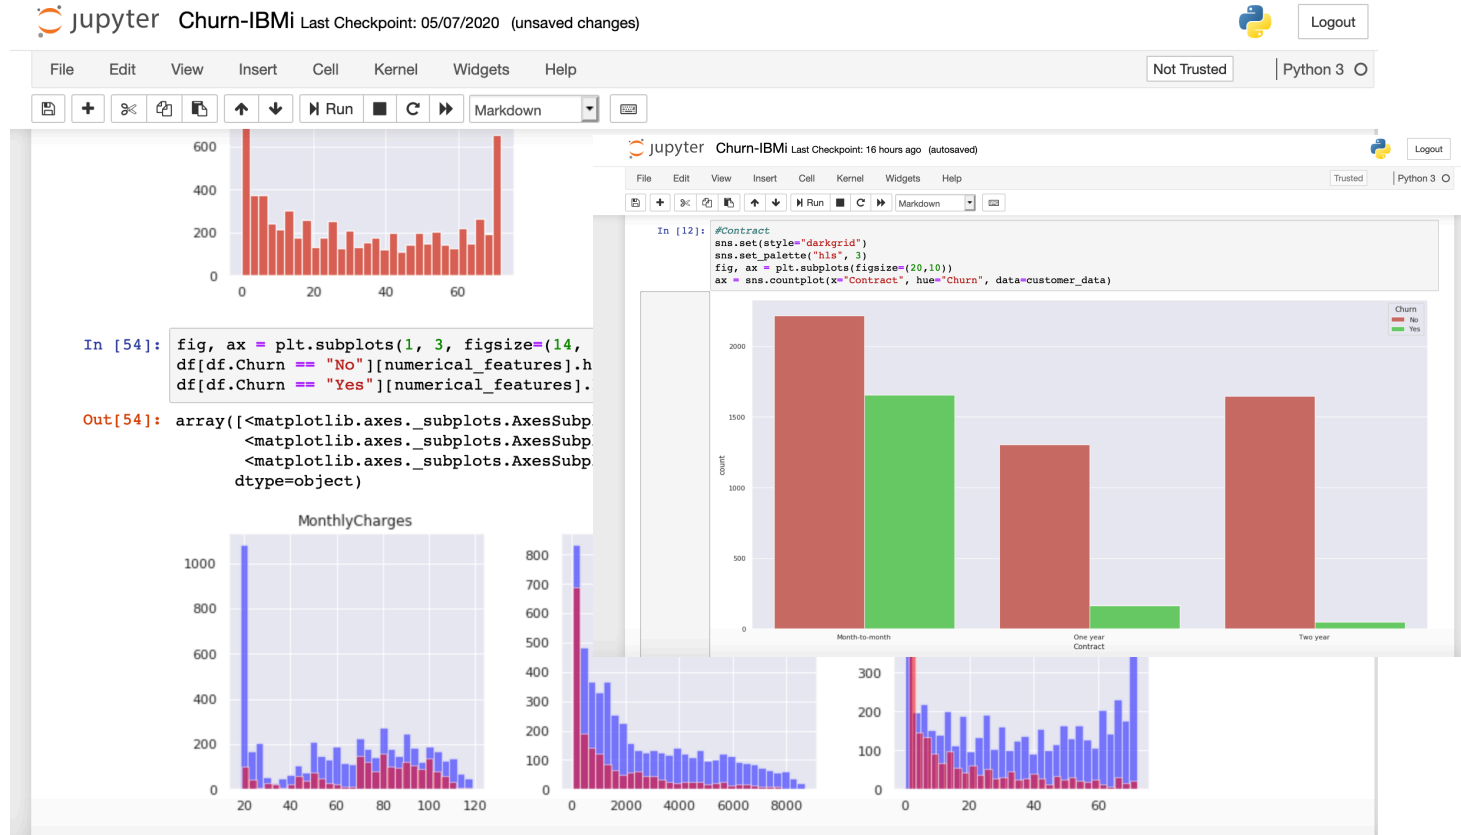 jupyter Churn-IBMi Last Checkpoint: 05/07/2020 (unsaved changes)
Logout
File Edit View Insert Cell Kernel Widgets Help
Not Trusted
Python 3
Run
Markdown
600
400
200
0
0 20 40 60
In [54]: fig, ax = plt.subplots(1, 3, figsize=(14,
df[df.Churn == "No"][numerical_features].h
df[df.Churn == "Yes"][numerical_features].
Out[54]: array([<matplotlib.axes._subplots.AxesSubp
<matplotlib.axes._subplots.AxesSubp
<matplotlib.axes._subplots.AxesSubp
dtype=object)
MonthlyCharges
1000
800
600
400
200
0
20 40 60 80 100 120
800
700
600
500
400
300
200
100
0
0 2000 4000 6000 8000
300
200
100
0
0 20 40 60
jupyter Churn-IBMi Last Checkpoint: 16 hours ago (autosaved)
Logout
File Edit View Insert Cell Kernel Widgets Help
Trusted
Python 3
Run
Markdown
In [12]: #Contract
sns.set(style="darkgrid")
sns.set_palette("hls", 3)
fig, ax = plt.subplots(figsize=(20,10))
ax = sns.countplot(x="Contract", hue="Churn", data=customer_data)
Churn
No
Yes
2000
1500
1000
500
0
count
Month-to-month One year Two year
Contract